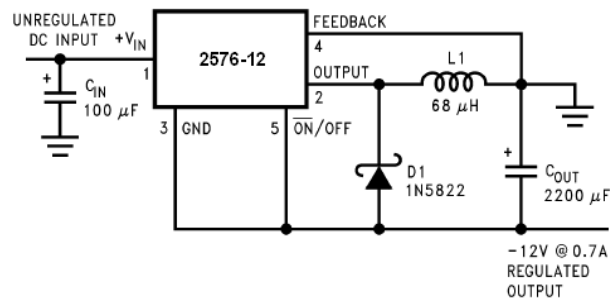 UNREGULATED
DC INPUT
+VIN
1
+
CIN
100 μF
2576-12
FEEDBACK
4
OUTPUT
2
3
GND
5
ON/OFF
L1
68 μH
D1
1N5822
+
COUT
2200 μF
−12V @ 0.7A
REGULATED
OUTPUT